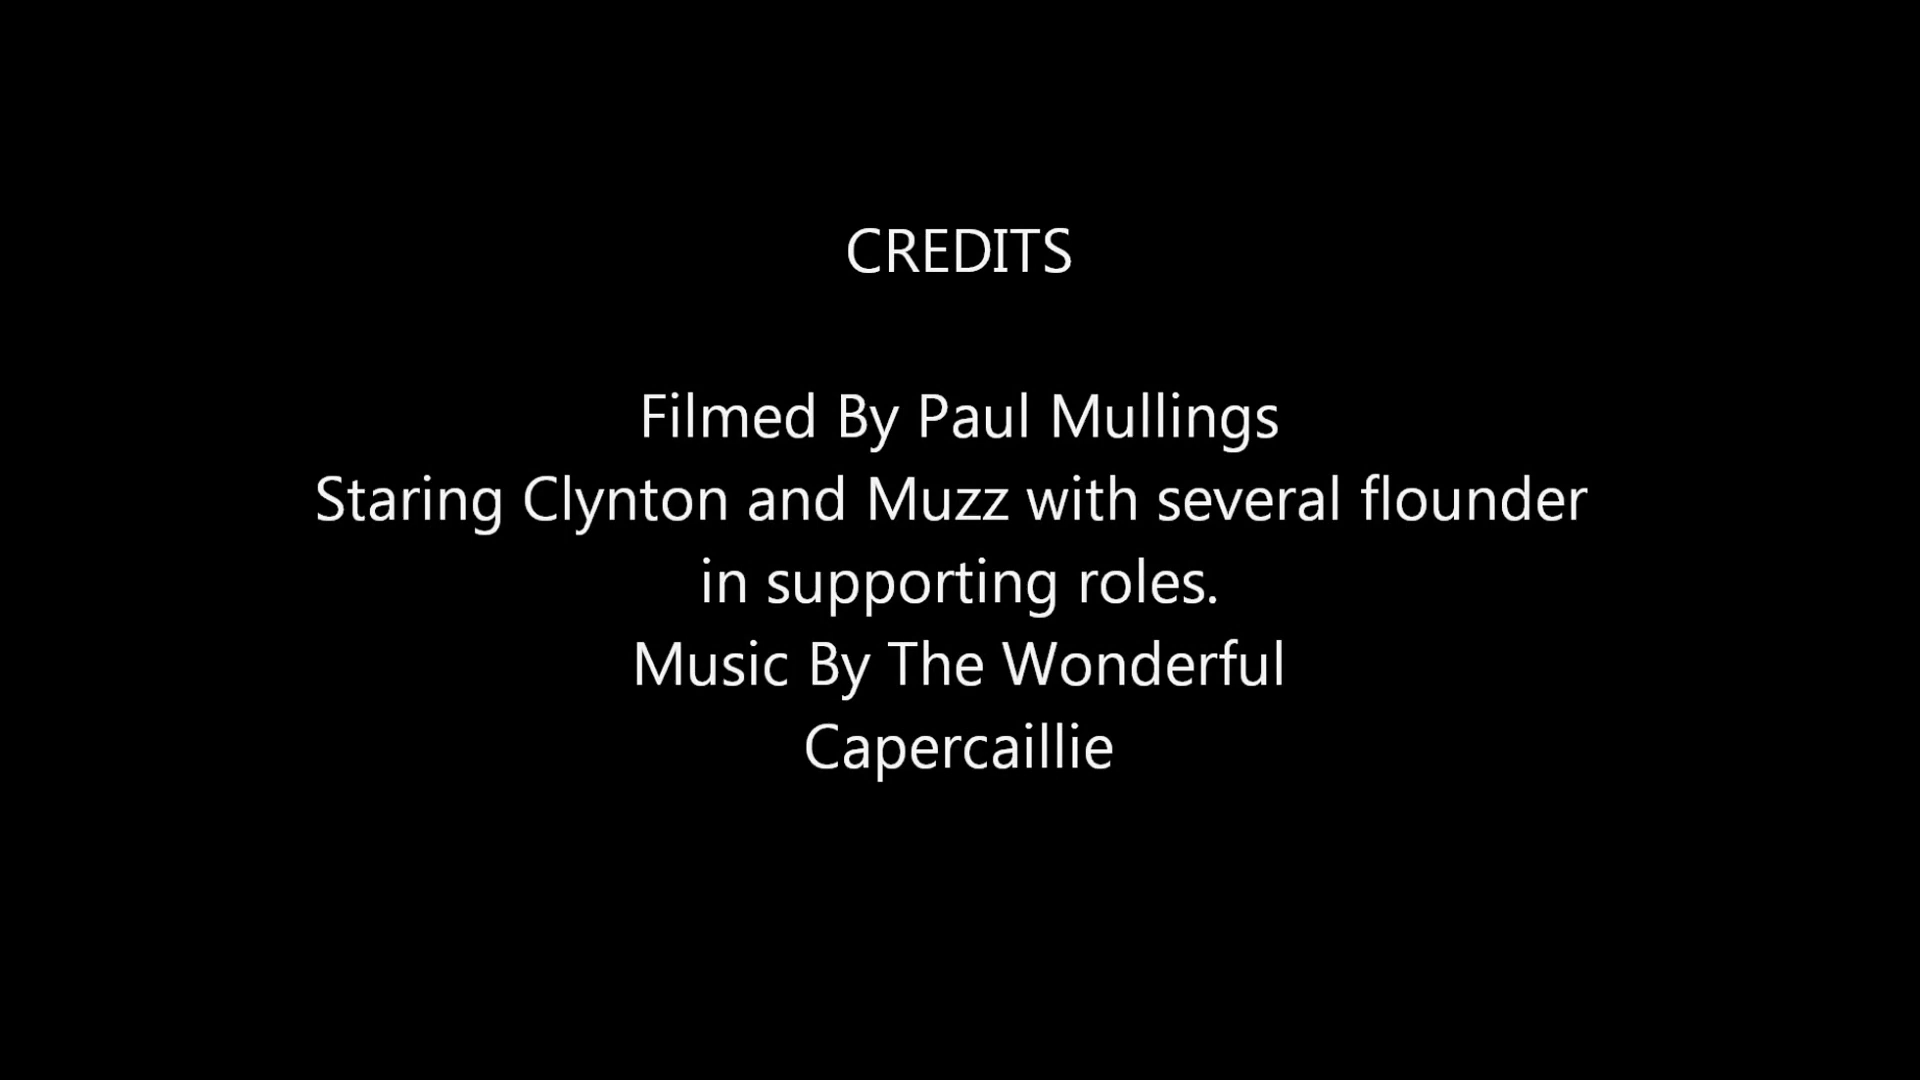 CREDITS
Filmed By Paul Mullings
Staring Clynton and Muzz with several flounder
in supporting roles.
Music By The Wonderful
Capercaillie